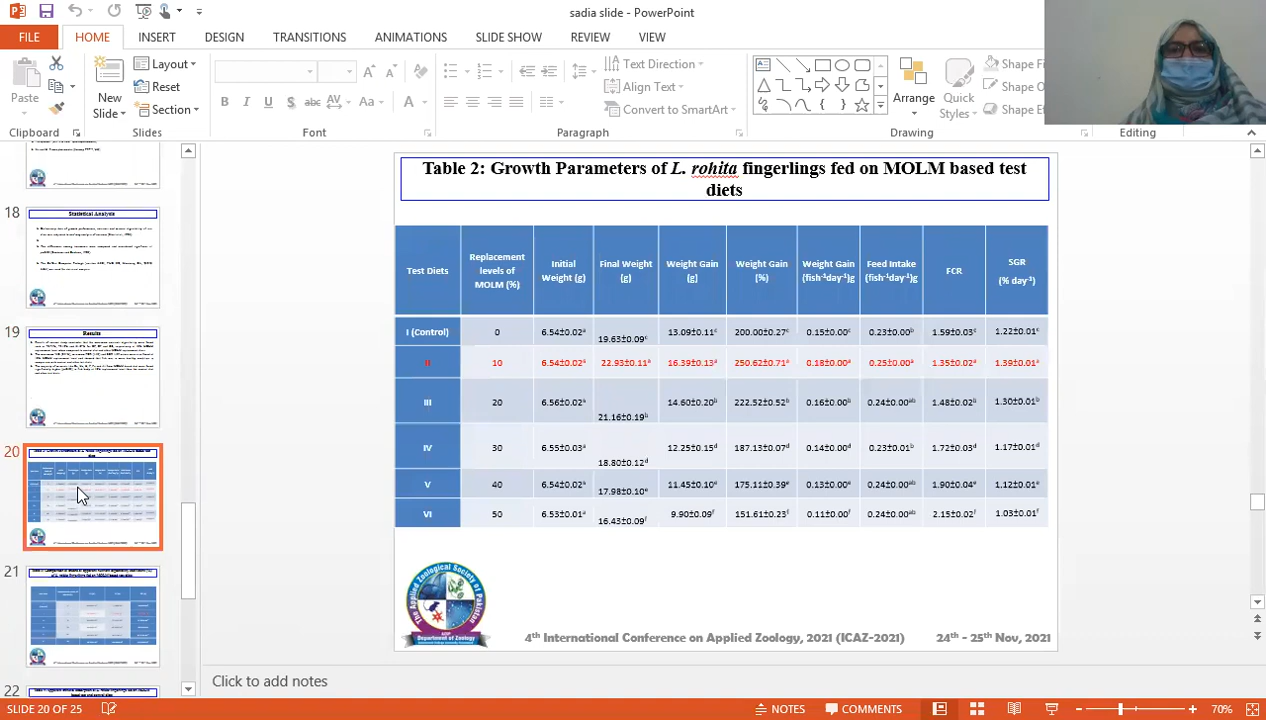 sadia slide - PowerPoint
FILE HOME INSERT DESIGN TRANSITIONS ANIMATIONS SLIDE SHOW REVIEW VIEW
Paste
New Slide
Layout
Reset
Section
Text Direction
Align Text
Convert to SmartArt
Arrange
Quick Styles
Shape Fi
Shape O
Shape Ef
Clipboard Slides Font Paragraph Drawing Editing
18
Statistical Analysis
19
Results
20
21
22
Table 2: Growth Parameters of L. rohita fingerlings fed on MOLM based test
diets
Test Diets | Replacement levels of MOLM (%) | Initial Weight (g) | Final Weight (g) | Weight Gain (g) | Weight Gain (%) | Weight Gain (fish⁻¹day⁻¹)g | Feed Intake (fish⁻¹day⁻¹)g | FCR | SGR (% day⁻¹)
I (Control) 0 6.54±0.02ᵃ 19.63±0.09ᶜ 13.09±0.11ᶜ 200.00±0.27ᶜ 0.15±0.00ᶜ 0.23±0.00ᵇ 1.59±0.03ᶜ 1.22±0.01ᶜ
II 10 6.54±0.02ᵃ 22.93±0.11ᵃ 16.39±0.13ᵃ 250.71±0.71ᵃ 0.18±0.00ᵃ 0.25±0.00ᵃ 1.35±0.02ᵃ 1.39±0.01ᵃ
III 20 6.56±0.02ᵃ 21.16±0.19ᵇ 14.60±0.20ᵇ 222.52±0.52ᵇ 0.16±0.00ᵇ 0.24±0.00ᵃᵇ 1.48±0.02ᵇ 1.30±0.01ᵇ
IV 30 6.55±0.03ᵃ 18.80±0.12ᵈ 12.25±0.15ᵈ 187.13±0.07ᵈ 0.14±0.00ᵈ 0.23±0.01ᵇ 1.72±0.03ᵈ 1.17±0.01ᵈ
V 40 6.54±0.02ᵃ 17.98±0.10ᵉ 11.45±0.10ᵉ 175.11±0.39ᵉ 0.24±0.00ᵃᵇ 1.90±0.04ᵉ 1.12±0.01ᵉ
VI 50 6.53±0.01ᵃ 16.43±0.09ᶠ 9.90±0.09ᶠ 151.61±0.23ᶠ 0.11±0.00ᶠ 0.24±0.00ᵃᵇ 2.15±0.02ᶠ 1.03±0.01ᶠ
The Applied Zoological Society of Pakistan
Department of Zoology
4th International Conference on Applied Zoology, 2021 (ICAZ-2021) 24th - 25th Nov, 2021
Click to add notes
SLIDE 20 OF 25 NOTES COMMENTS 70%